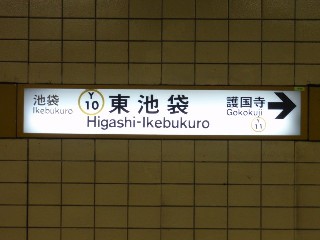 池袋
Ikebukuro
Y
10
東池袋
Higashi-Ikebukuro
護国寺
Gokokuji
Y
11